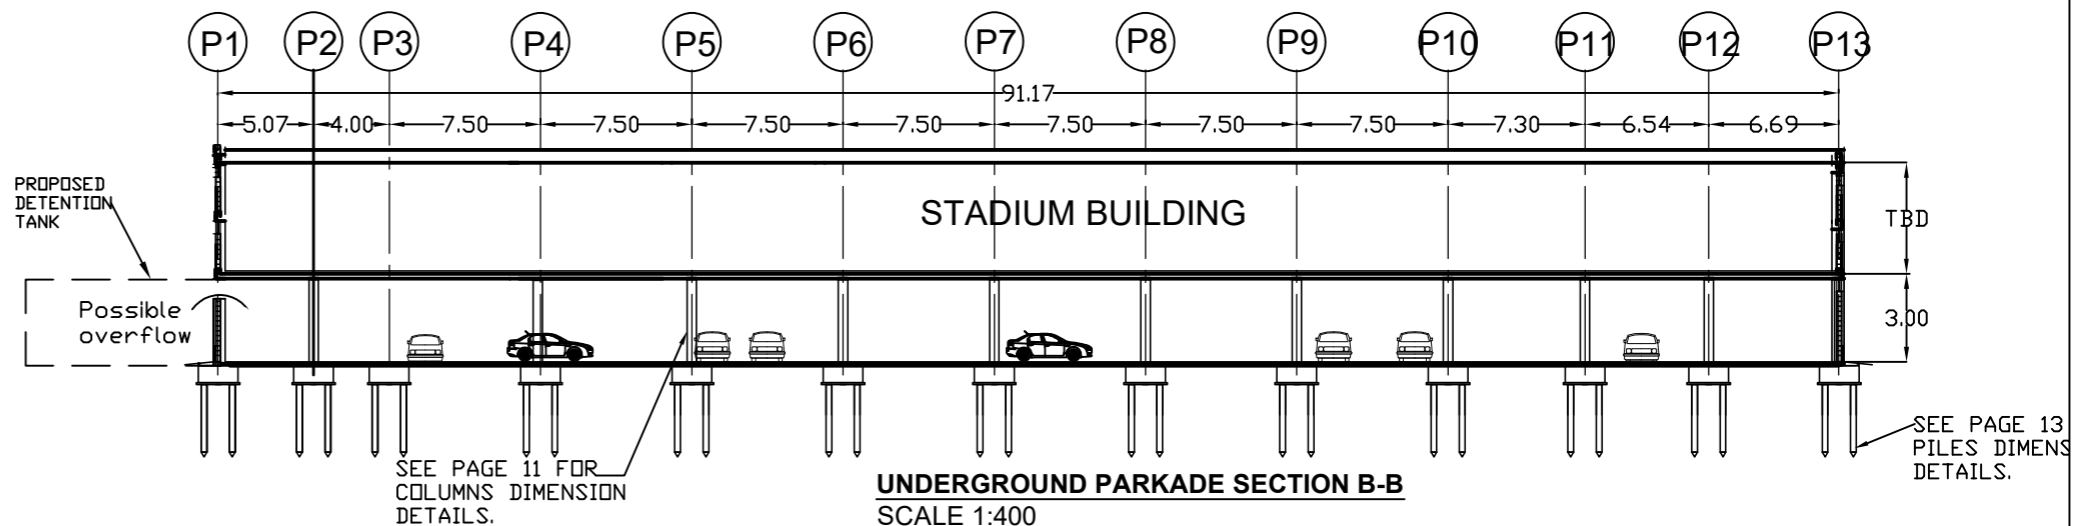 P1 P2 P3 P4 P5 P6 P7 P8 P9 P10 P11 P12 P13
91.17
5.07 4.00 7.50 7.50 7.50 7.50 7.50 7.50 7.50 7.30 6.54 6.69
PROPOSED
DETENTION
TANK
STADIUM BUILDING
TBD
Possible
overflow
3.00
SEE PAGE 11 FOR
COLUMNS DIMENSION
DETAILS.
UNDERGROUND PARKADE SECTION B-B
SCALE 1:400
SEE PAGE 13
PILES DIMENS
DETAILS.